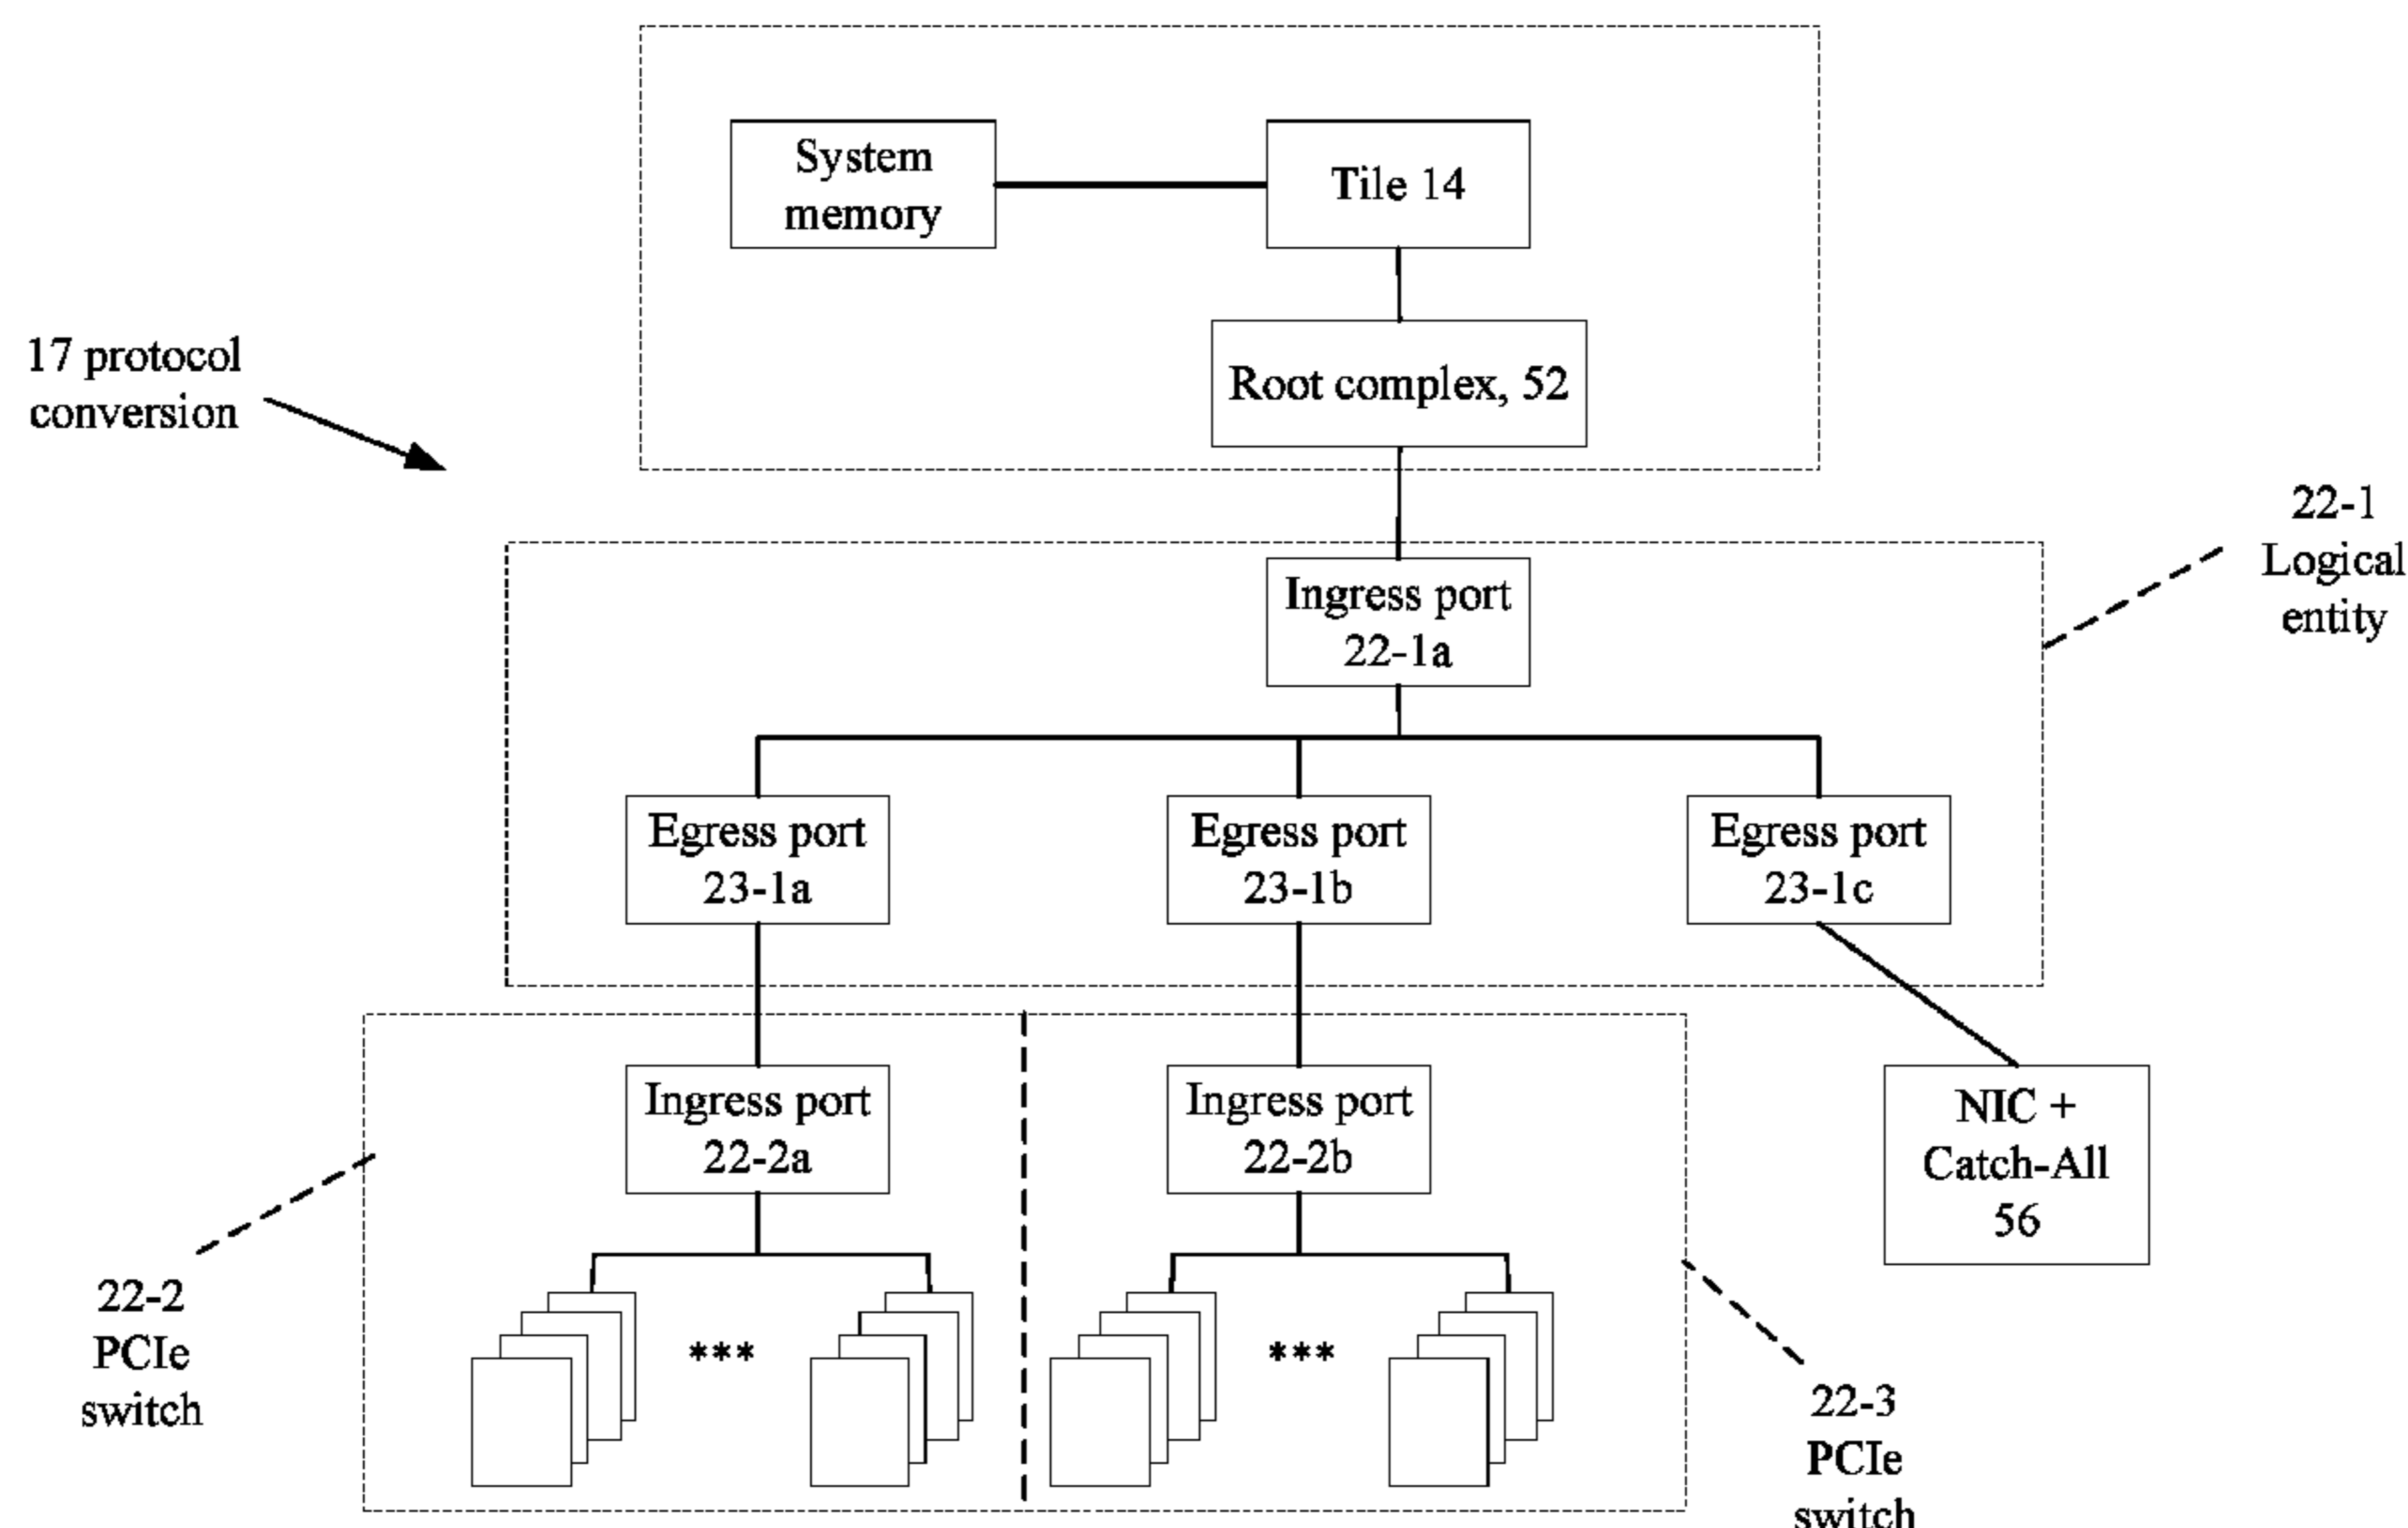 System
memory
Tile 14
Root complex, 52
17 protocol
conversion
22-1
Logical
entity
Ingress port
22-1a
Egress port
23-1a
Egress port
23-1b
Egress port
23-1c
Ingress port
22-2a
Ingress port
22-2b
NIC +
Catch-All
56
***
***
22-2
PCIe
switch
22-3
PCIe
switch